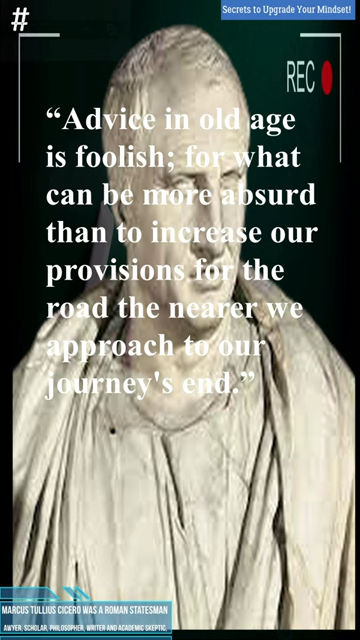 #
Secrets to Upgrade Your Mindset!
REC
“Advice in old age
is foolish; for what
can be more absurd
than to increase our
provisions for the
road the nearer we
approach to our
journey's end.”
MARCUS TULLIUS CICERO WAS A ROMAN STATESMAN
AWYER, SCHOLAR, PHILOSOPHER, WRITER AND ACADEMIC SKEPTIC.